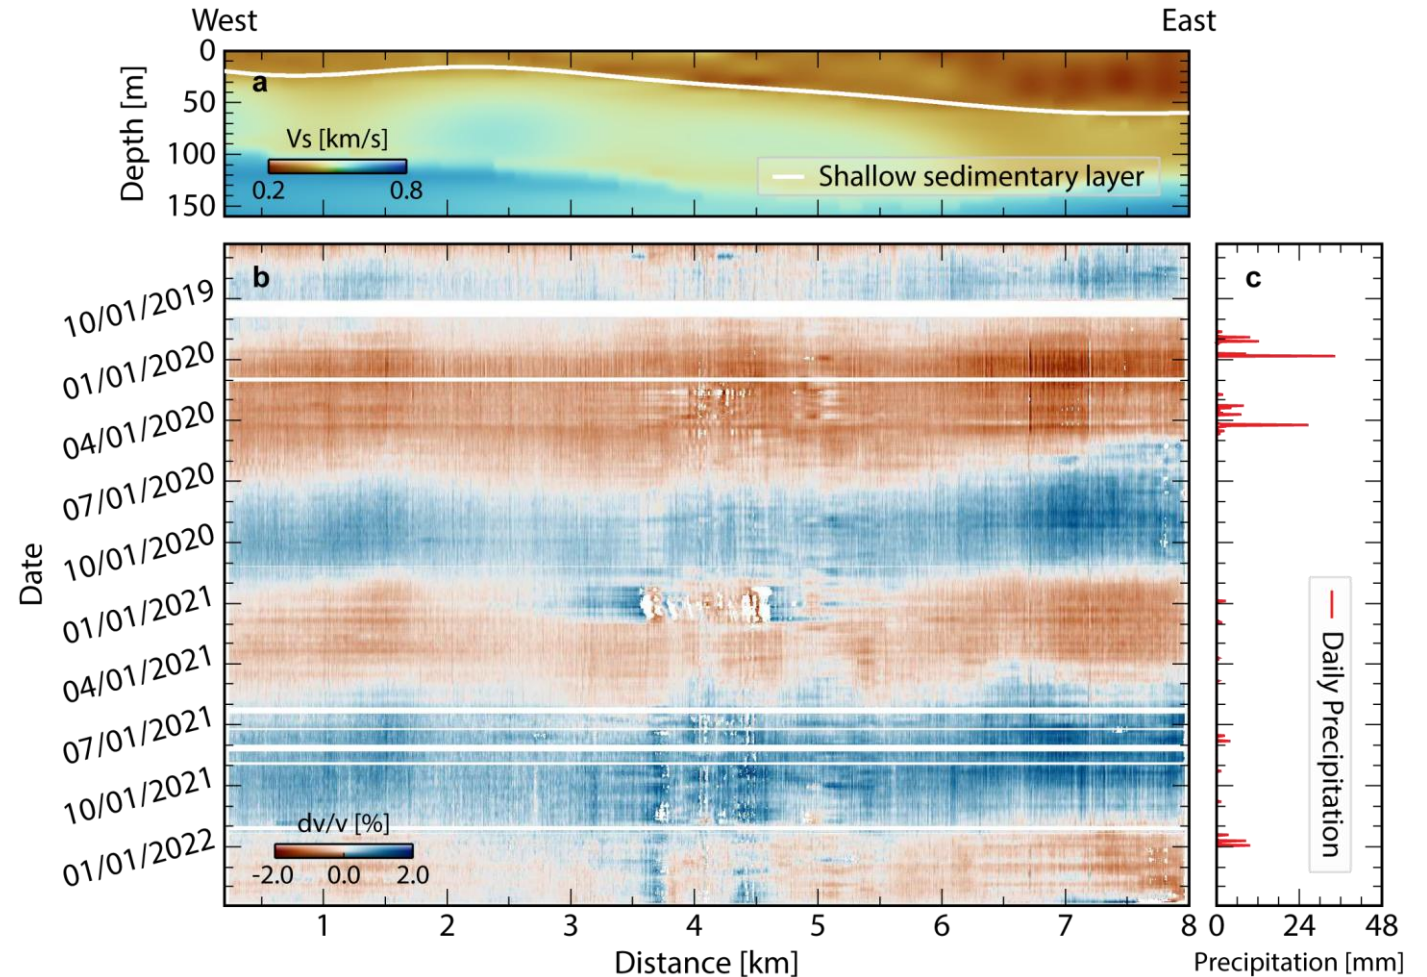 West
East
Depth [m]
0
50
100
150
a
Vs [km/s]
0.2
0.8
Shallow sedimentary layer
b
c
Date
10/01/2019
01/01/2020
04/01/2020
07/01/2020
10/01/2020
01/01/2021
04/01/2021
07/01/2021
10/01/2021
01/01/2022
dv/v [%]
-2.0
0.0
2.0
Daily Precipitation
1
2
3
4
5
6
7
8
0
24
48
Distance [km]
Precipitation [mm]